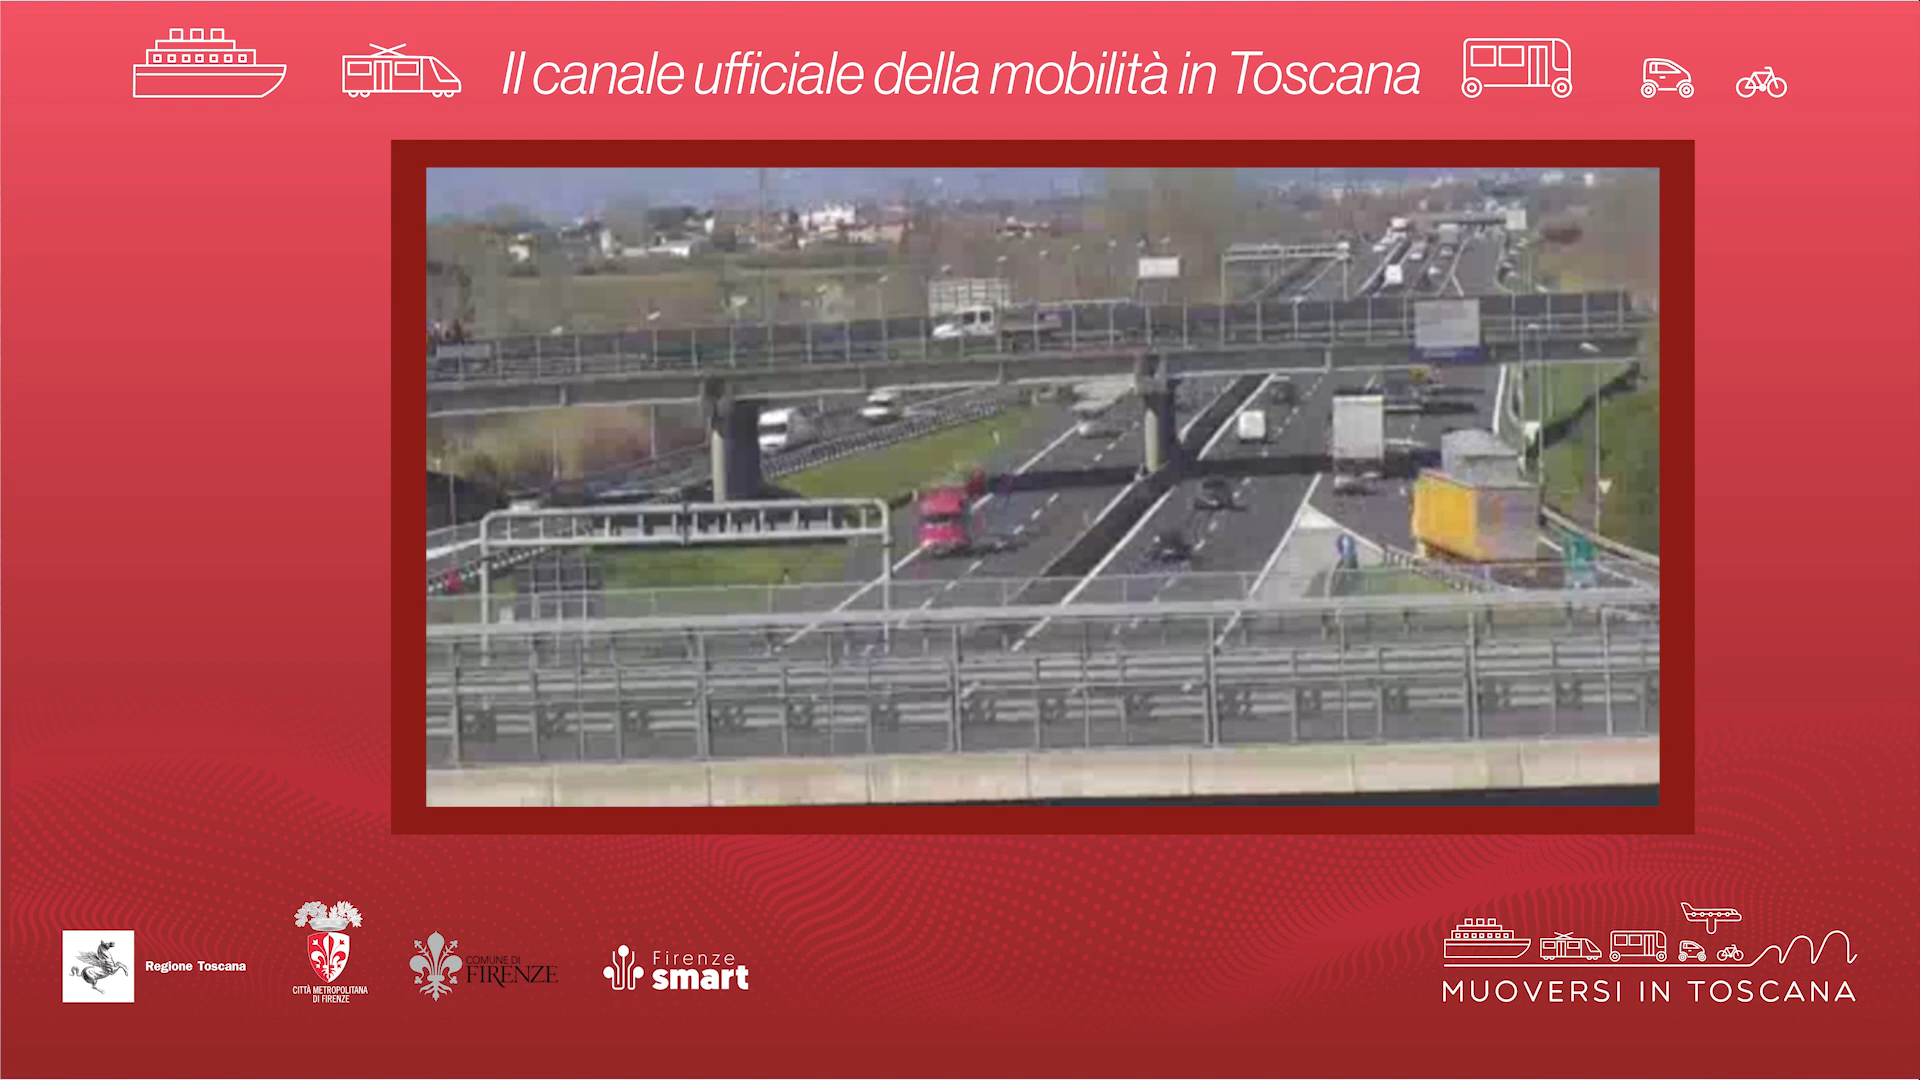 Il canale ufficiale della mobilità in Toscana
Regione Toscana
CITTÀ METROPOLITANA
DI FIRENZE
COMUNE DI
FIRENZE
Firenze
smart
MUOVERSI IN TOSCANA